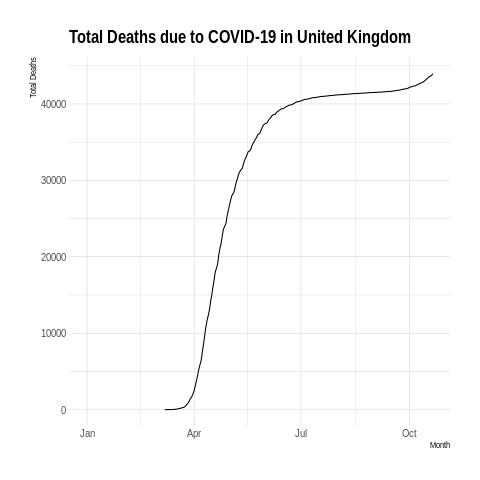 Total Deaths due to COVID-19 in United Kingdom
Total Deaths
40000
30000
20000
10000
0
Jan Apr Jul Oct
Month